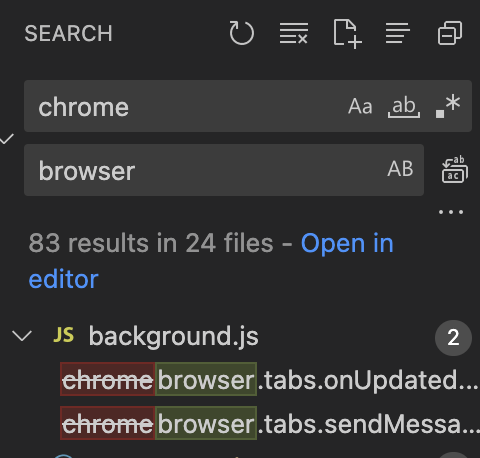 SEARCH
chrome Aa ab .*
browser AB
83 results in 24 files - Open in
editor
JS background.js 2
chromebrowser.tabs.onUpdated...
chromebrowser.tabs.sendMessa...